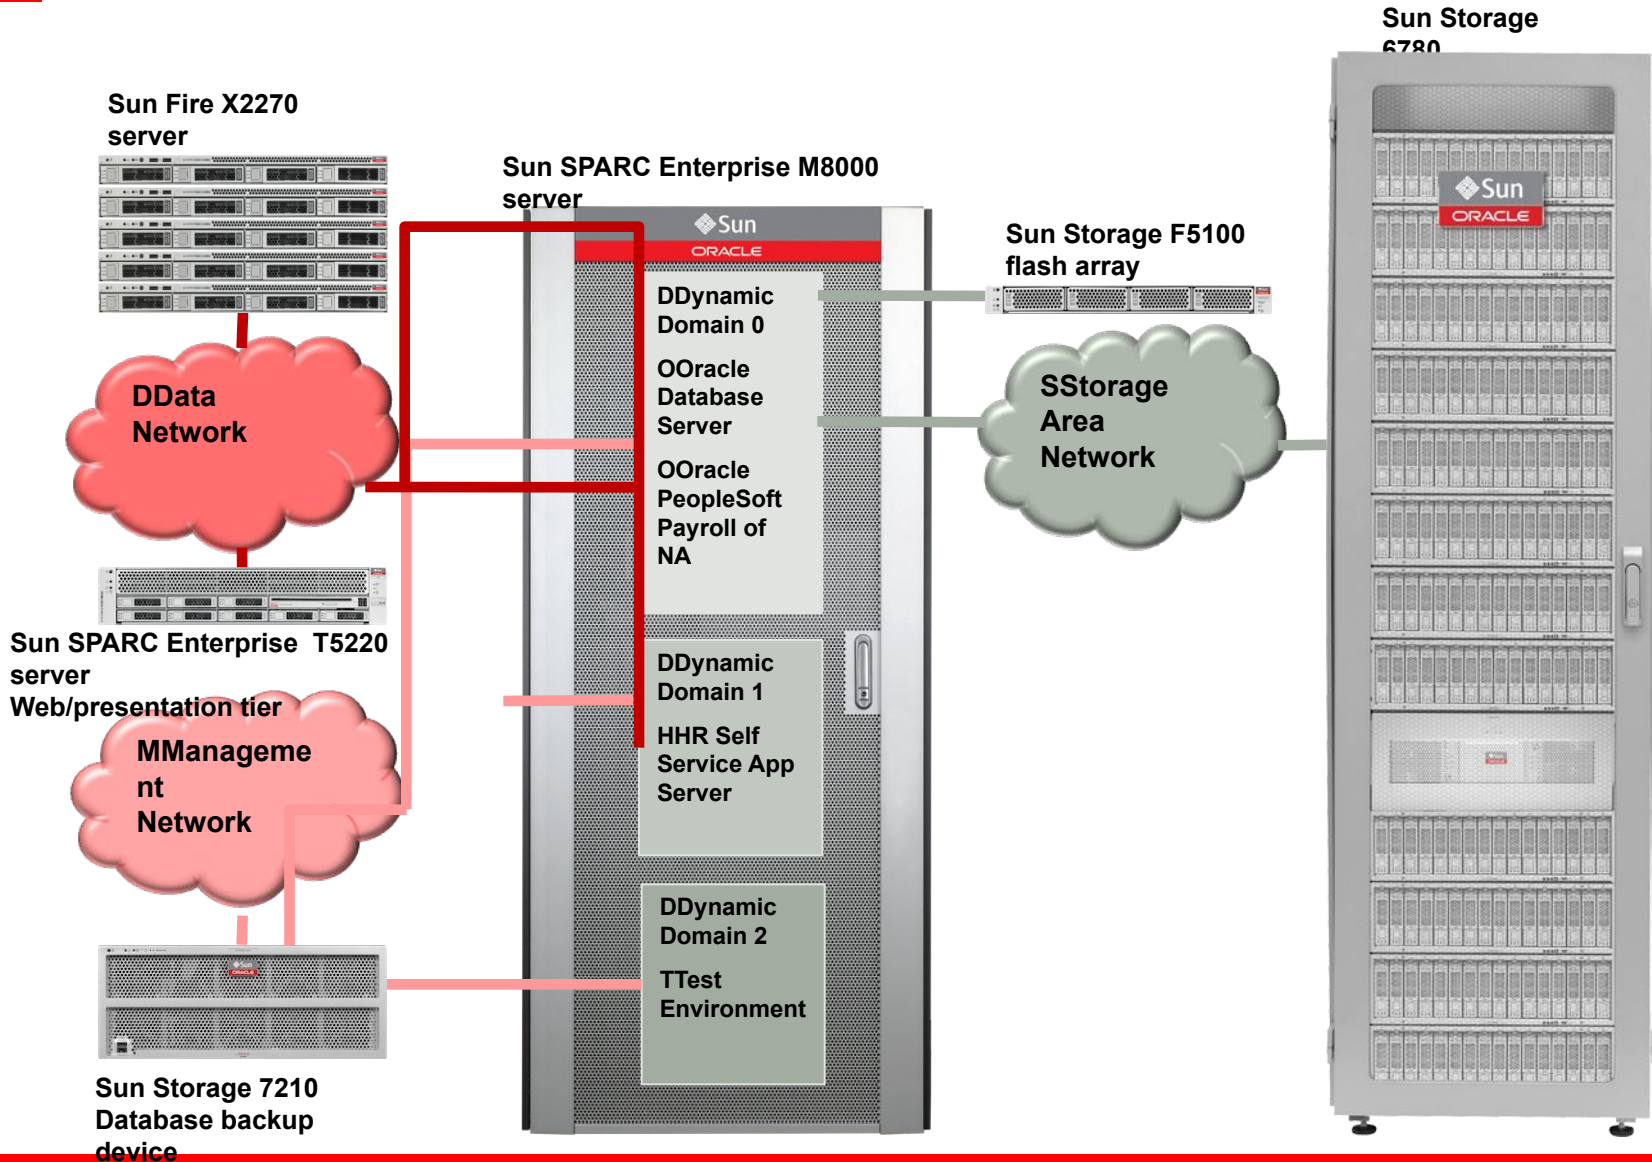 Sun Storage
6780
Sun Fire X2270
server
Sun SPARC Enterprise M8000
server
Sun
ORACLE
Sun Storage F5100
flash array
Sun
ORACLE
DDynamic
Domain 0
OOracle
Database
Server
OOracle
PeopleSoft
Payroll of
NA
DData
Network
SStorage
Area
Network
Sun SPARC Enterprise  T5220
server
Web/presentation tier
DDynamic
Domain 1
HHR Self
Service App
Server
MManageme
nt
Network
DDynamic
Domain 2
TTest
Environment
Sun
ORACLE
Sun Storage 7210
Database backup
device